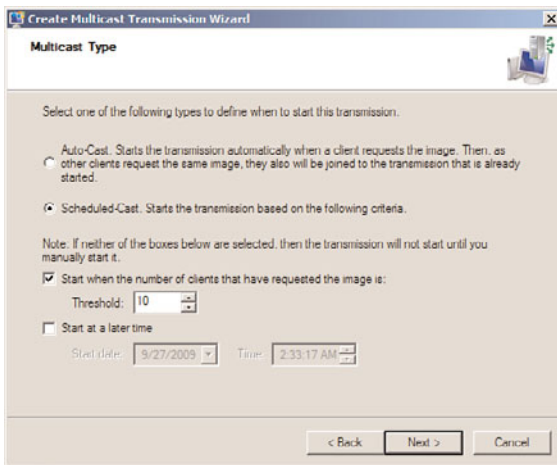 Create Multicast Transmission Wizard
Multicast Type
Select one of the following types to define when to start this transmission.
Auto-Cast. Starts the transmission automatically when a client requests the image. Then, as
other clients request the same image, they also will be joined to the transmission that is already
started.
Scheduled-Cast. Starts the transmission based on the following criteria.
Note: If neither of the boxes below are selected, then the transmission will not start until you
manually start it.
Start when the number of clients that have requested the image is:
Threshold: 10
Start at a later time
Start date: 9/27/2009 Time: 2:33:17 AM
< Back Next > Cancel